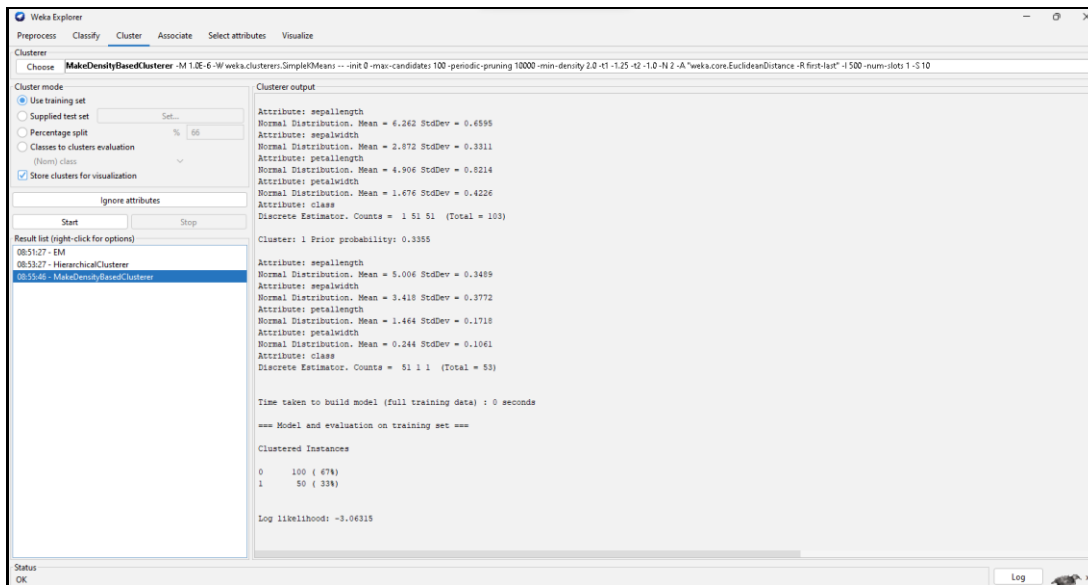 Weka Explorer
Preprocess Classify Cluster Associate Select attributes Visualize
Clusterer
Choose MakeDensityBasedClusterer -M 1.0E-6 -W weka.clusterers.SimpleKMeans -- -init 0 -max-candidates 100 -periodic-pruning 10000 -min-density 2.0 -t1 -1.25 -t2 -1.0 -N 2 -A "weka.core.EuclideanDistance -R first-last" -I 500 -num-slots 1 -S 10
Cluster mode
Use training set
Supplied test set Set...
Percentage split % 66
Classes to clusters evaluation
(Nom) class
Store clusters for visualization
Ignore attributes
Start Stop
Result list (right-click for options)
08:51:27 - EM
08:53:27 - HierarchicalClusterer
08:55:46 - MakeDensityBasedClusterer
Clusterer output
Attribute: sepallength
Normal Distribution. Mean = 6.262 StdDev = 0.6595
Attribute: sepalwidth
Normal Distribution. Mean = 2.872 StdDev = 0.3311
Attribute: petallength
Normal Distribution. Mean = 4.906 StdDev = 0.8214
Attribute: petalwidth
Normal Distribution. Mean = 1.676 StdDev = 0.4226
Attribute: class
Discrete Estimator. Counts = 1 51 51 (Total = 103)
Cluster: 1 Prior probability: 0.3355
Attribute: sepallength
Normal Distribution. Mean = 5.006 StdDev = 0.3489
Attribute: sepalwidth
Normal Distribution. Mean = 3.418 StdDev = 0.3772
Attribute: petallength
Normal Distribution. Mean = 1.464 StdDev = 0.1718
Attribute: petalwidth
Normal Distribution. Mean = 0.244 StdDev = 0.1061
Attribute: class
Discrete Estimator. Counts = 51 1 1 (Total = 53)
Time taken to build model (full training data) : 0 seconds
=== Model and evaluation on training set ===
Clustered Instances
0 100 ( 67%)
1 50 ( 33%)
Log likelihood: -3.06315
Status
OK
Log